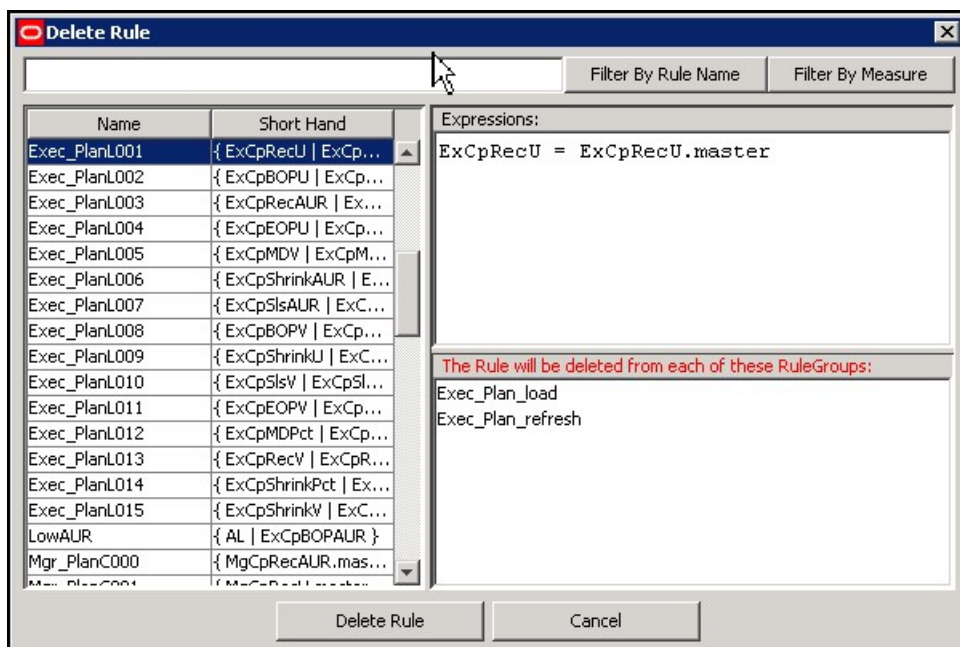 Delete Rule
Filter By Rule Name Filter By Measure
Name Short Hand
Exec_PlanL001 { ExCpRecU | ExCp...
Exec_PlanL002 { ExCpBOPU | ExCp...
Exec_PlanL003 { ExCpRecAUR | Ex...
Exec_PlanL004 { ExCpEOPU | ExCp...
Exec_PlanL005 { ExCpMDV | ExCpM...
Exec_PlanL006 { ExCpShrinkAUR | E...
Exec_PlanL007 { ExCpSlsAUR | ExC...
Exec_PlanL008 { ExCpBOPV | ExCp...
Exec_PlanL009 { ExCpShrinkU | ExC...
Exec_PlanL010 { ExCpSlsV | ExCpSl...
Exec_PlanL011 { ExCpEOPV | ExCp...
Exec_PlanL012 { ExCpMDPct | ExCp...
Exec_PlanL013 { ExCpRecV | ExCpR...
Exec_PlanL014 { ExCpShrinkPct | Ex...
Exec_PlanL015 { ExCpShrinkV | ExC...
LowAUR { AL | ExCpBOPAUR }
Mgr_PlanC000 { MgCpRecAUR.mas...
Expressions:
ExCpRecU = ExCpRecU.master
The Rule will be deleted from each of these RuleGroups:
Exec_Plan_load
Exec_Plan_refresh
Delete Rule Cancel